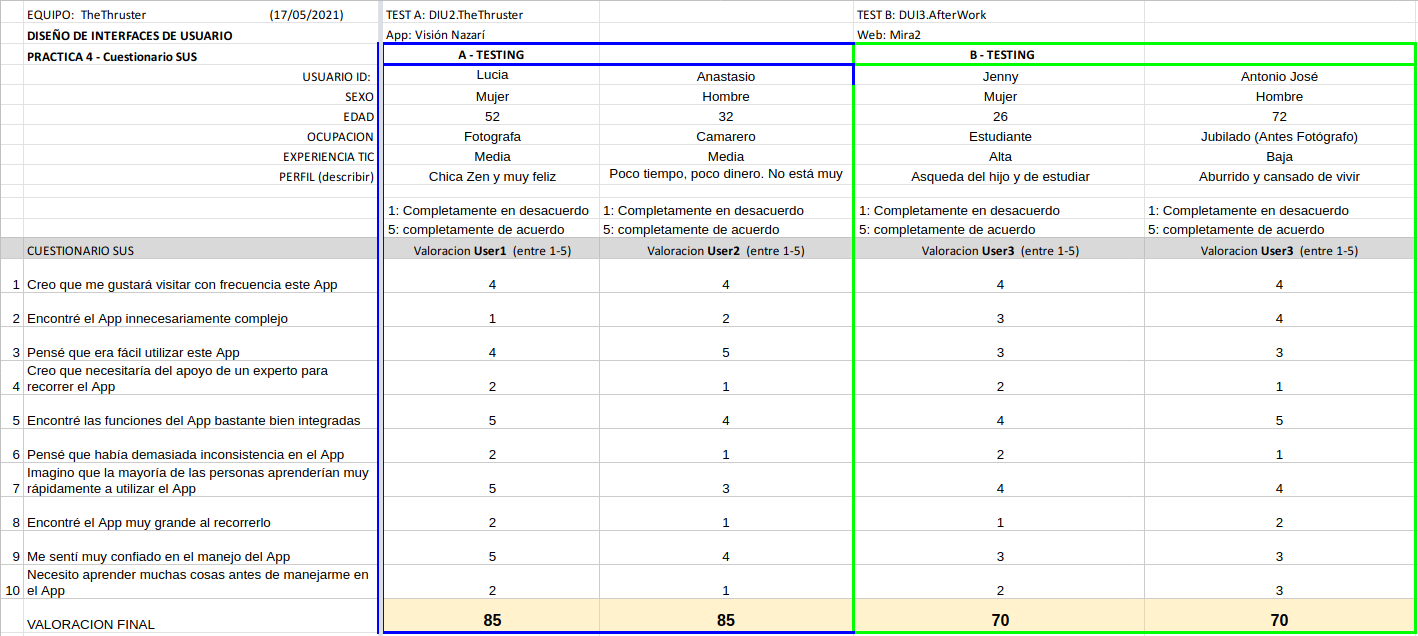 EQUIPO: TheThruster (17/05/2021) TEST A: DIU2.TheThruster TEST B: DUI3.AfterWork
DISEÑO DE INTERFACES DE USUARIO App: Visión Nazarí Web: Mira2
PRACTICA 4 - Cuestionario SUS A - TESTING B - TESTING
USUARIO ID: Lucia Anastasio Jenny Antonio José
SEXO Mujer Hombre Mujer Hombre
EDAD 52 32 26 72
OCUPACION Fotografa Camarero Estudiante Jubilado (Antes Fotógrafo)
EXPERIENCIA TIC Media Media Alta Baja
PERFIL (describir) Chica Zen y muy feliz Poco tiempo, poco dinero. No está muy Asqueda del hijo y de estudiar Aburrido y cansado de vivir
1: Completamente en desacuerdo 1: Completamente en desacuerdo 1: Completamente en desacuerdo 1: Completamente en desacuerdo
5: completamente de acuerdo 5: completamente de acuerdo 5: completamente de acuerdo 5: completamente de acuerdo
CUESTIONARIO SUS Valoracion User1 (entre 1-5) Valoracion User2 (entre 1-5) Valoracion User3 (entre 1-5) Valoracion User3 (entre 1-5)
1 Creo que me gustará visitar con frecuencia este App 4 4 4 4
2 Encontré el App innecesariamente complejo 1 2 3 4
3 Pensé que era fácil utilizar este App 4 5 3 3
Creo que necesitaría del apoyo de un experto para
4 recorrer el App 2 1 2 1
5 Encontré las funciones del App bastante bien integradas 5 4 4 5
6 Pensé que había demasiada inconsistencia en el App 2 1 2 1
Imagino que la mayoría de las personas aprenderían muy
7 rápidamente a utilizar el App 5 3 4 4
8 Encontré el App muy grande al recorrerlo 2 1 1 2
9 Me sentí muy confiado en el manejo del App 5 4 3 3
Necesito aprender muchas cosas antes de manejarme en
10 el App 2 1 2 3
VALORACION FINAL 85 85 70 70